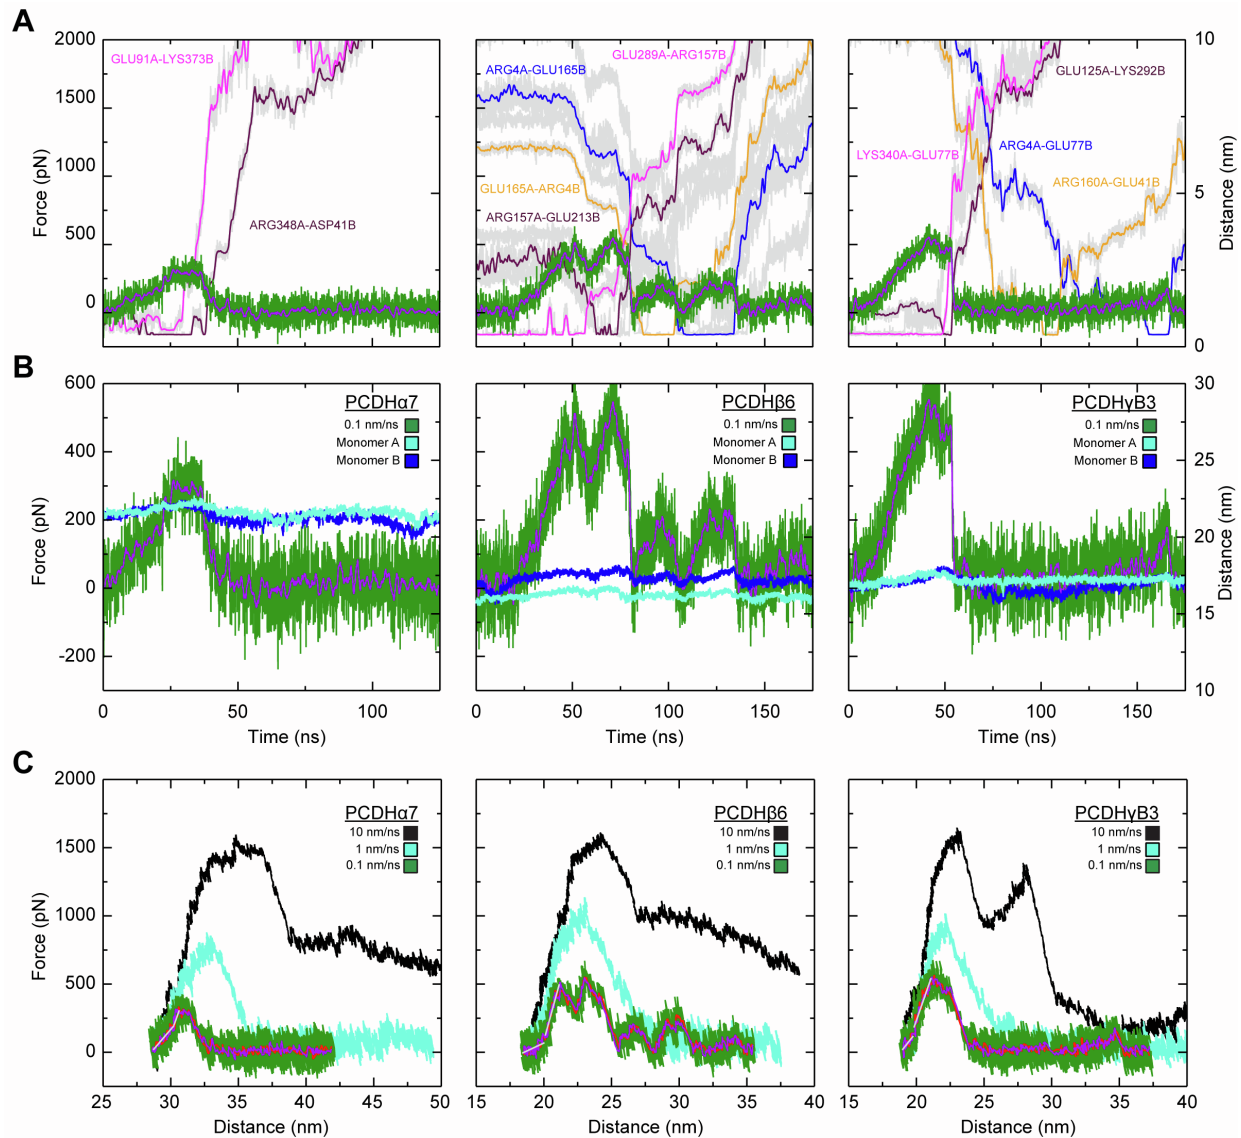 A
2000
1500
1000
500
0
Force (pN)
GLU91A-LYS373B
ARG348A-ASP41B
ARG4A-GLU165B
GLU289A-ARG157B
GLU165A-ARG4B
ARG157A-GLU213B
GLU125A-LYS292B
LYS340A-GLU77B
ARG4A-GLU77B
ARG160A-GLU41B
10
5
0
Distance (nm)
B
600
400
200
0
-200
Force (pN)
PCDHα7
0.1 nm/ns
Monomer A
Monomer B
PCDHβ6
0.1 nm/ns
Monomer A
Monomer B
PCDHγB3
0.1 nm/ns
Monomer A
Monomer B
30
25
20
15
10
Distance (nm)
0 50 100
Time (ns)
0 50 100 150
Time (ns)
0 50 100 150
Time (ns)
C
2000
1500
1000
500
0
Force (pN)
PCDHα7
10 nm/ns
1 nm/ns
0.1 nm/ns
PCDHβ6
10 nm/ns
1 nm/ns
0.1 nm/ns
PCDHγB3
10 nm/ns
1 nm/ns
0.1 nm/ns
25 30 35 40 45 50
Distance (nm)
15 20 25 30 35 40
Distance (nm)
15 20 25 30 35 40
Distance (nm)